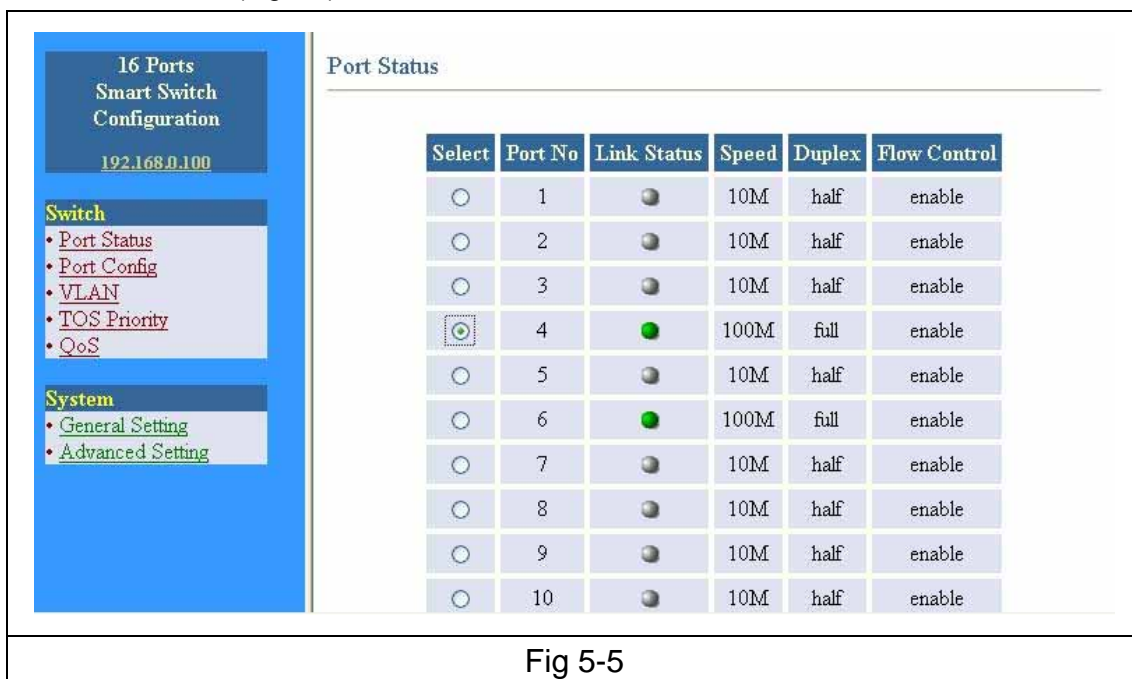 16 Ports
Smart Switch
Configuration
192.168.0.100
Switch
• Port Status
• Port Config
• VLAN
• TOS Priority
• QoS
System
• General Setting
• Advanced Setting
Port Status
Select Port No Link Status Speed Duplex Flow Control
1 10M half enable
2 10M half enable
3 10M half enable
4 100M full enable
5 10M half enable
6 100M full enable
7 10M half enable
8 10M half enable
9 10M half enable
10 10M half enable
Fig 5-5